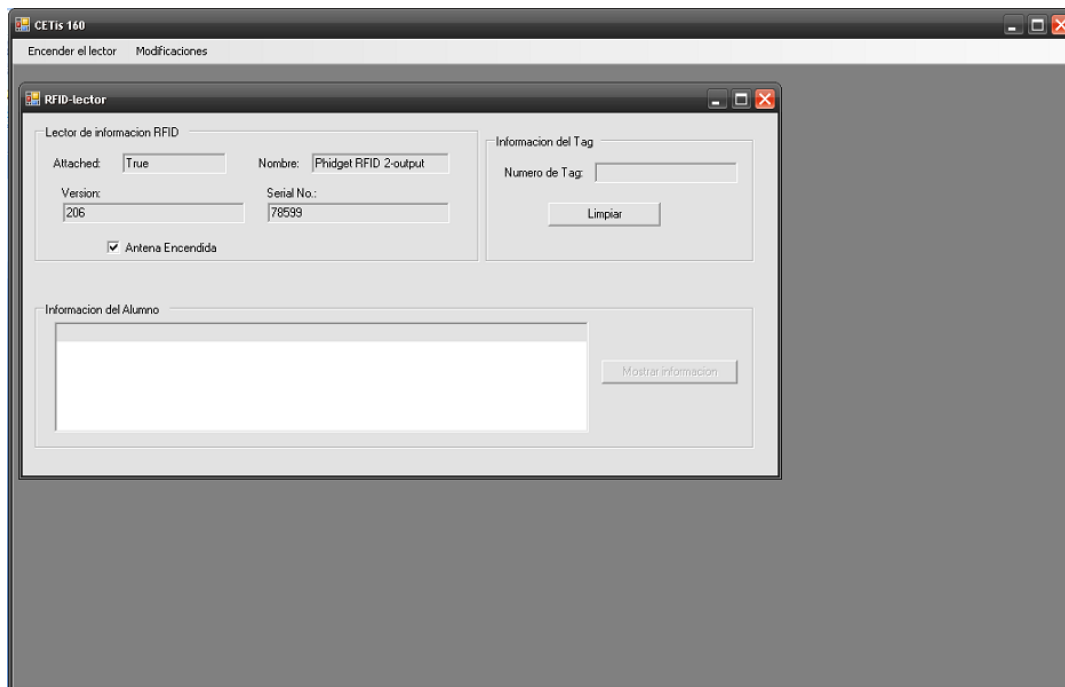 CETis 160
Encender el lector Modificaciones
RFID-lector
Lector de informacion RFID
Attached: True Nombre: Phidget RFID 2-output
Version: Serial No.:
206 78599
Antena Encendida
Informacion del Tag
Numero de Tag:
Limpiar
Informacion del Alumno
Mostrar informacion